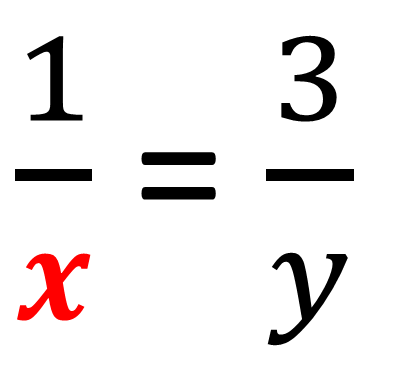 1/x = 3/y